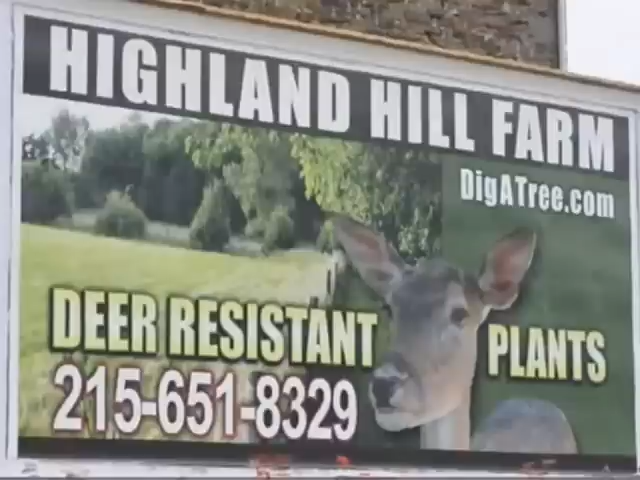 HIGHLAND HILL FARM
DigATree.com
DEER RESISTANT PLANTS
215-651-8329